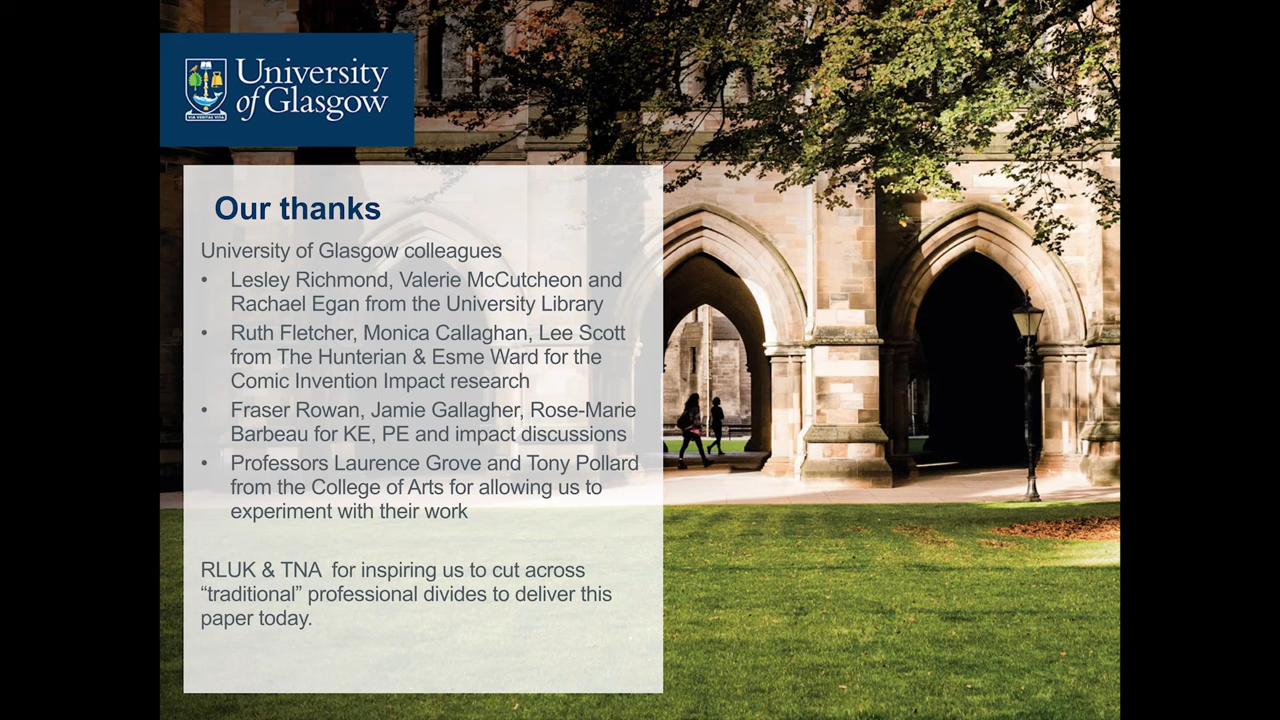 University
of Glasgow
VIA VERITAS VITA
Our thanks
University of Glasgow colleagues
• Lesley Richmond, Valerie McCutcheon and
Rachael Egan from the University Library
• Ruth Fletcher, Monica Callaghan, Lee Scott
from The Hunterian & Esme Ward for the
Comic Invention Impact research
• Fraser Rowan, Jamie Gallagher, Rose-Marie
Barbeau for KE, PE and impact discussions
• Professors Laurence Grove and Tony Pollard
from the College of Arts for allowing us to
experiment with their work
RLUK & TNA  for inspiring us to cut across
“traditional” professional divides to deliver this
paper today.